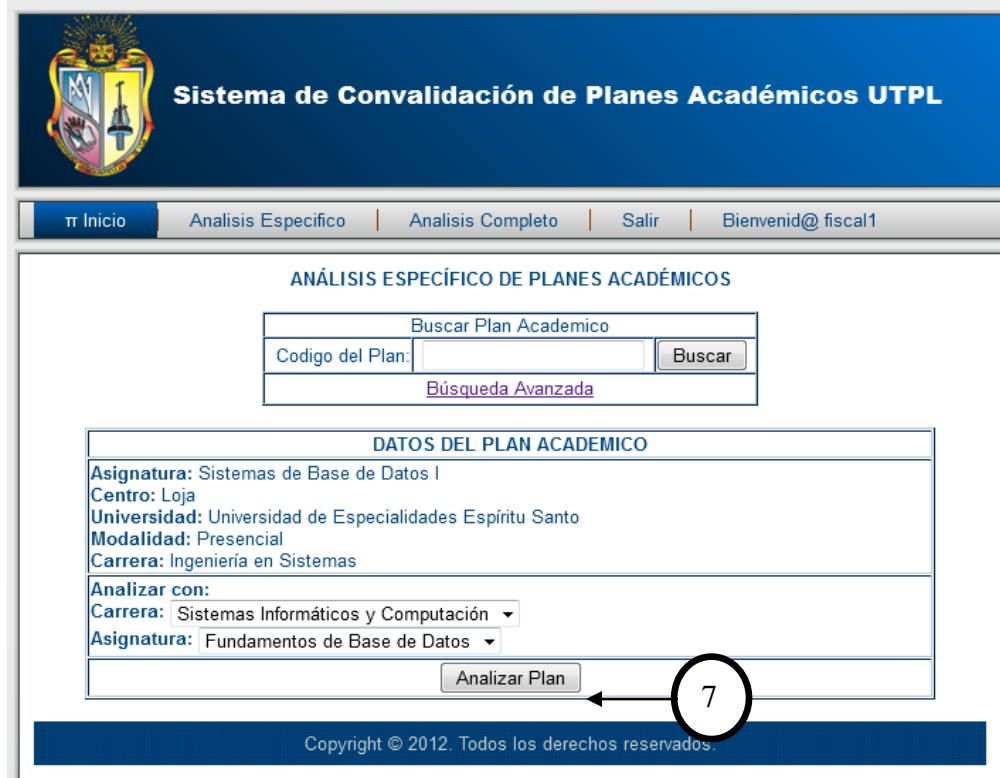 Sistema de Convalidación de Planes Académicos UTPL
π Inicio | Analisis Especifico | Analisis Completo | Salir | Bienvenid@ fiscal1
ANÁLISIS ESPECÍFICO DE PLANES ACADÉMICOS
Buscar Plan Academico
Codigo del Plan: Buscar
Búsqueda Avanzada
DATOS DEL PLAN ACADEMICO
Asignatura: Sistemas de Base de Datos I
Centro: Loja
Universidad: Universidad de Especialidades Espíritu Santo
Modalidad: Presencial
Carrera: Ingeniería en Sistemas
Analizar con:
Carrera: Sistemas Informáticos y Computación
Asignatura: Fundamentos de Base de Datos
Analizar Plan
7
Copyright © 2012. Todos los derechos reservados.